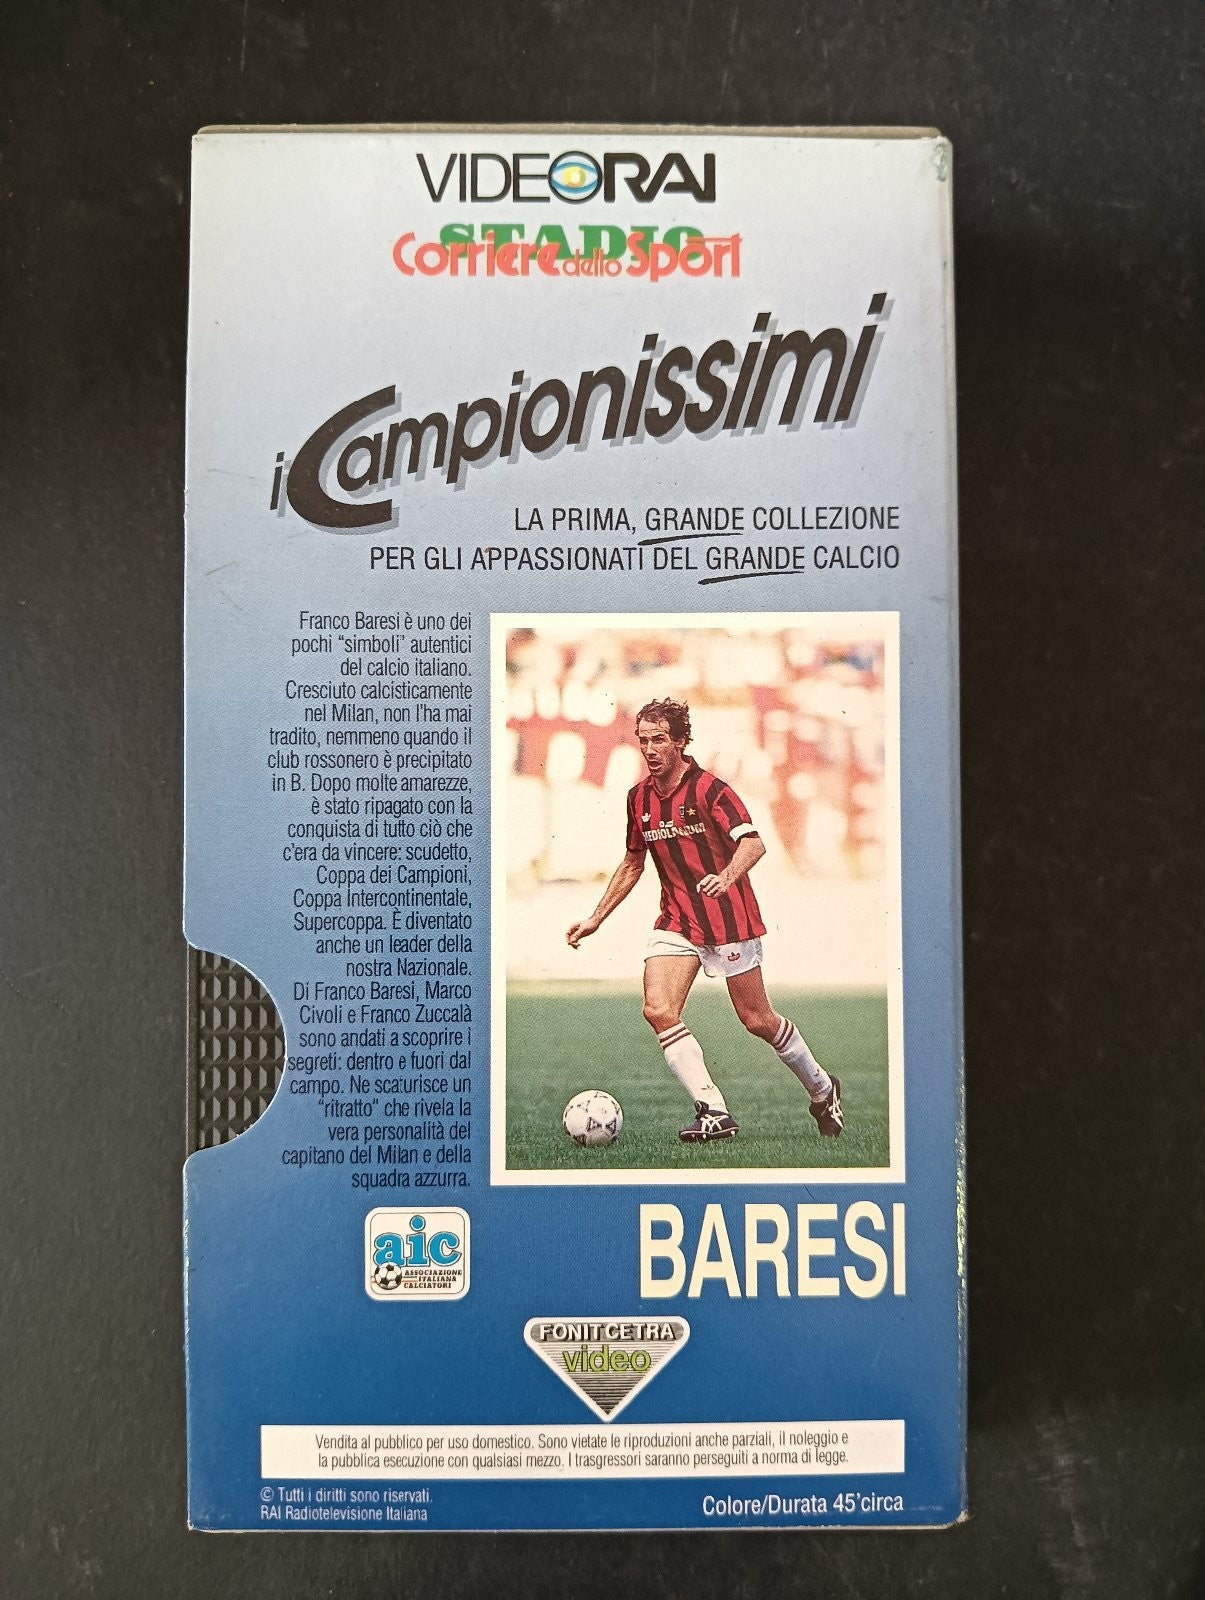 VIDEORAI
STADIO
Corriere dello Sport
i Campionissimi
LA PRIMA, GRANDE COLLEZIONE
PER GLI APPASSIONATI DEL GRANDE CALCIO
Franco Baresi è uno dei
pochi "simboli" autentici
del calcio italiano.
Cresciuto calcisticamente
nel Milan, non l'ha mai
tradito, nemmeno quando il
club rossonero è precipitato
in B. Dopo molte amarezze,
è stato ripagato con la
conquista di tutto ciò che
c'era da vincere: scudetto,
Coppa dei Campioni,
Coppa Intercontinentale,
Supercoppa. È diventato
anche un leader della
nostra Nazionale.
Di Franco Baresi, Marco
Civoli e Franco Zuccalà
sono andati a scoprire i
segreti: dentro e fuori dal
campo. Ne scaturisce un
"ritratto" che rivela la
vera personalità del
capitano del Milan e della
squadra azzurra.
MEDIOLANUM
aic
ASSOCIAZIONE
ITALIANA
CALCIATORI
BARESI
FONIT CETRA
video
Vendita al pubblico per uso domestico. Sono vietate le riproduzioni anche parziali, il noleggio e
la pubblica esecuzione con qualsiasi mezzo. I trasgressori saranno perseguiti a norma di legge.
© Tutti i diritti sono riservati.
RAI Radiotelevisione Italiana
Colore/Durata 45' circa